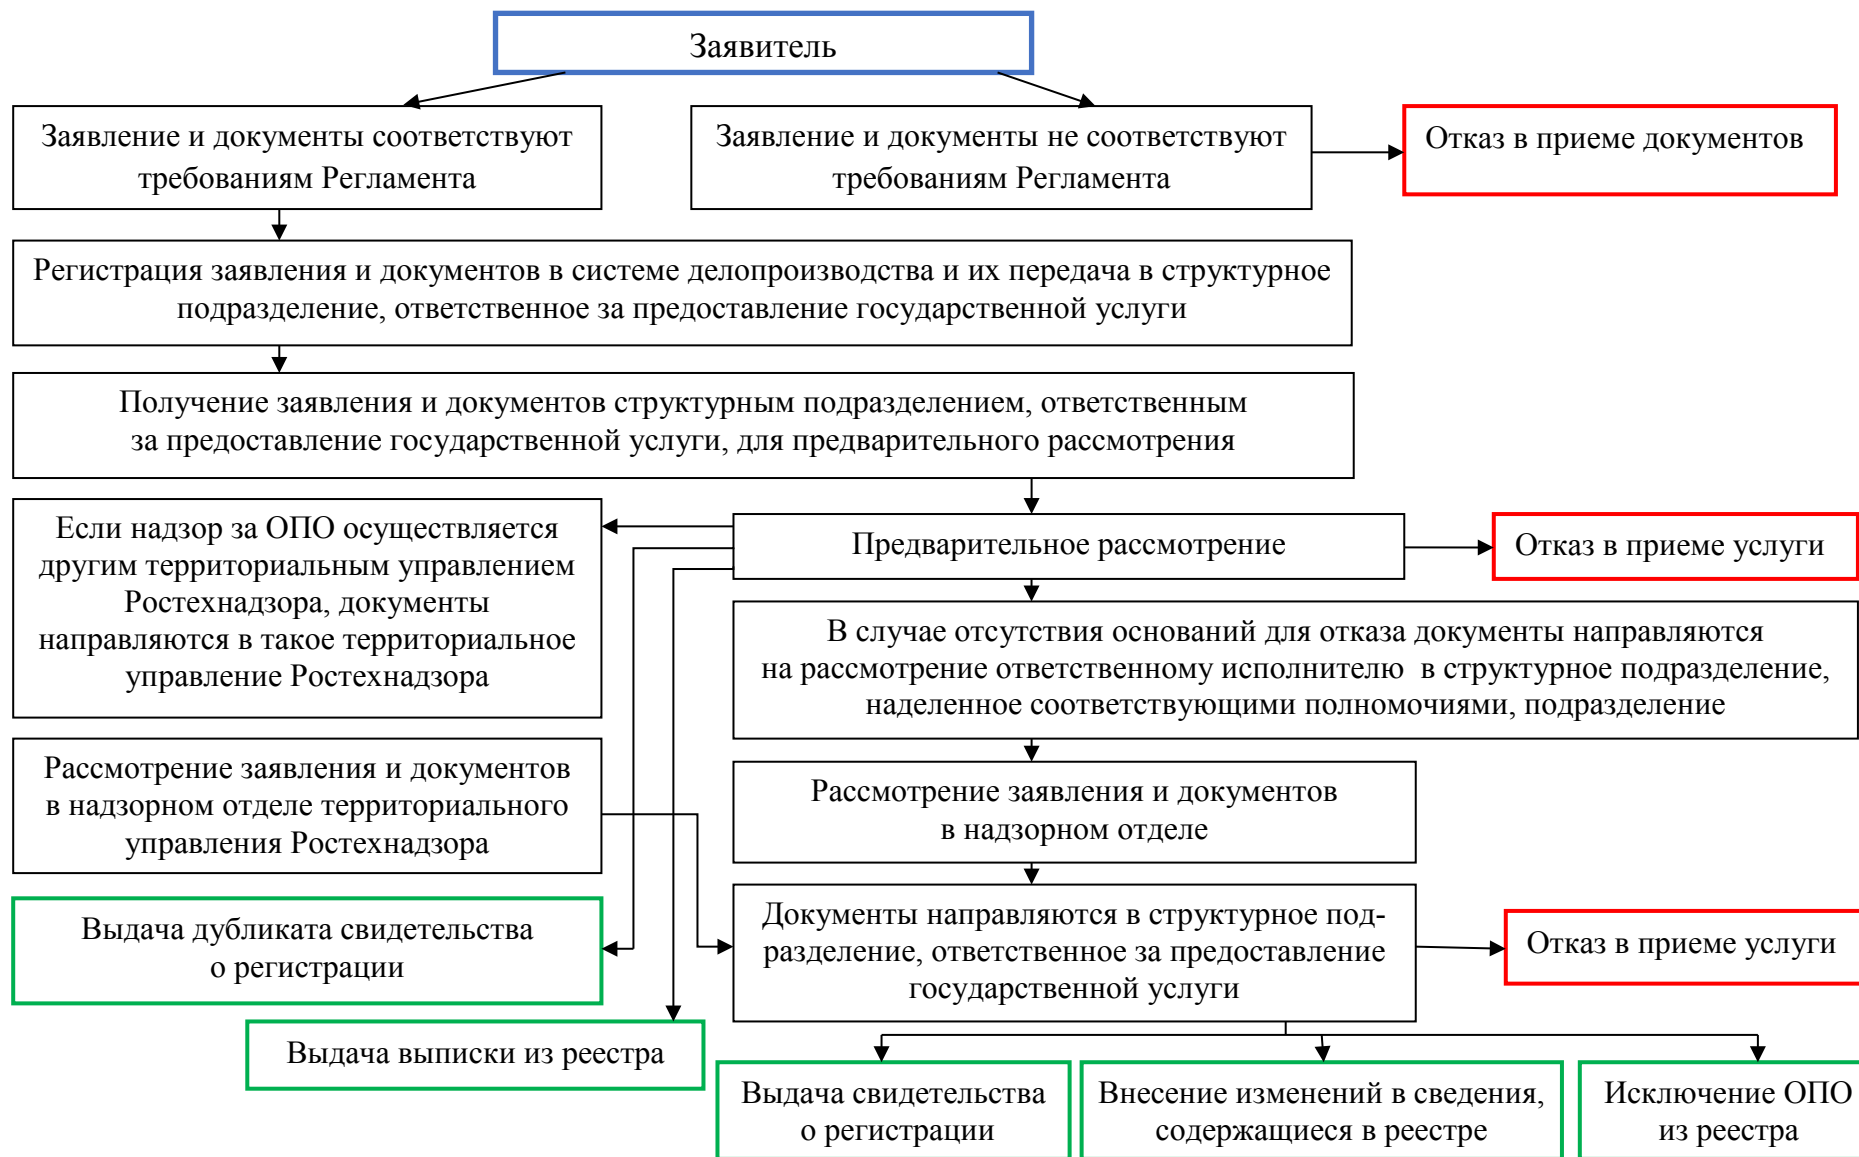 Заявитель
Заявление и документы соответствуют
требованиям Регламента
Заявление и документы не соответствуют
требованиям Регламента
Отказ в приеме документов
Регистрация заявления и документов в системе делопроизводства и их передача в структурное
подразделение, ответственное за предоставление государственной услуги
Получение заявления и документов структурным подразделением, ответственным
за предоставление государственной услуги, для предварительного рассмотрения
Если надзор за ОПО осуществляется
другим территориальным управлением
Ростехнадзора, документы
направляются в такое территориальное
управление Ростехнадзора
Предварительное рассмотрение
Отказ в приеме услуги
В случае отсутствия оснований для отказа документы направляются
на рассмотрение ответственному исполнителю в структурное подразделение,
наделенное соответствующими полномочиями, подразделение
Рассмотрение заявления и документов
в надзорном отделе территориального
управления Ростехнадзора
Рассмотрение заявления и документов
в надзорном отделе
Выдача дубликата свидетельства
о регистрации
Документы направляются в структурное под-
разделение, ответственное за предоставление
государственной услуги
Отказ в приеме услуги
Выдача выписки из реестра
Выдача свидетельства
о регистрации
Внесение изменений в сведения,
содержащиеся в реестре
Исключение ОПО
из реестра